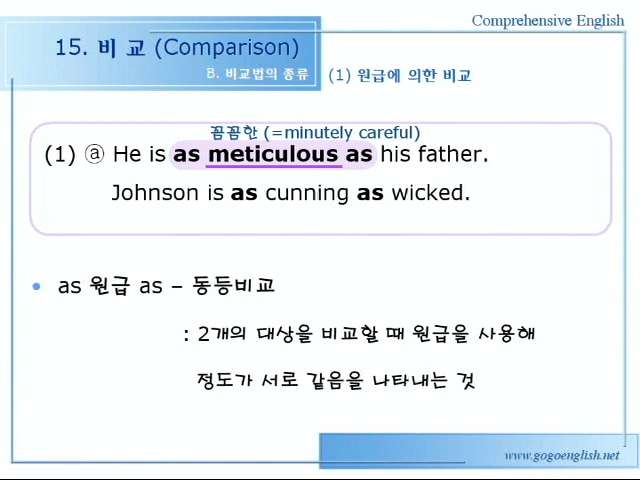 Comprehensive English
15. 비 교 (Comparison)
B. 비교법의 종류
(1) 원급에 의한 비교
꼼꼼한 (=minutely careful)
(1) ⓐ He is as meticulous as his father.
Johnson is as cunning as wicked.
• as 원급 as – 동등비교
: 2개의 대상을 비교할 때 원급을 사용해
정도가 서로 같음을 나타내는 것
www.gogoenglish.net